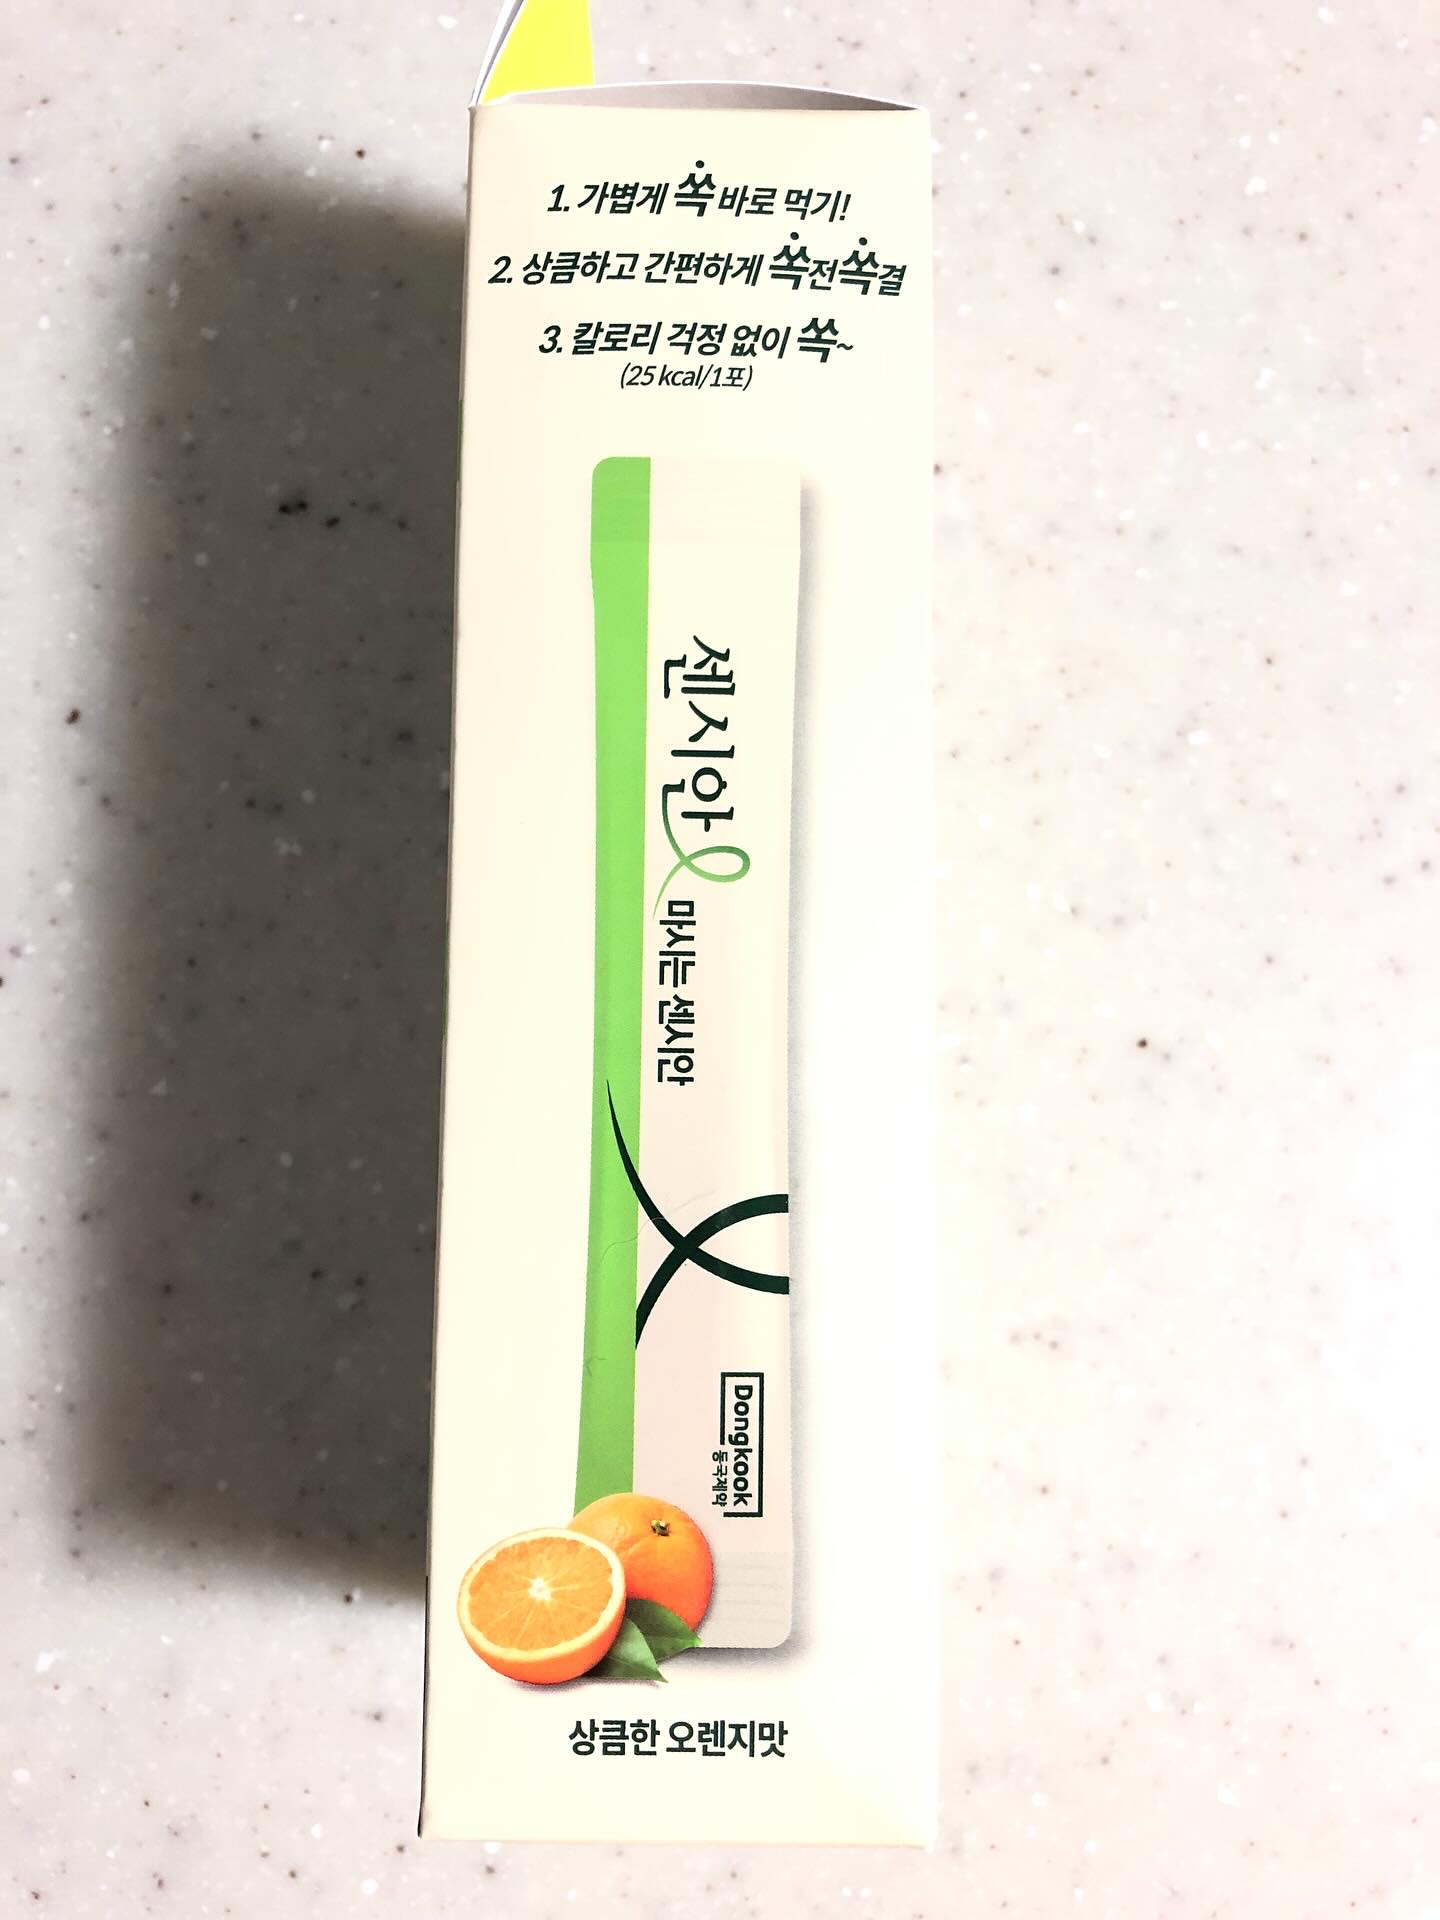 1. 가볍게 쏙 바로 먹기!
2. 상큼하고 간편하게 쏙전쏙결
3. 칼로리 걱정 없이 쏙~
(25 kcal/1포)
센시안
마시는 센시안
Dongkook
동국제약
상큼한 오렌지맛